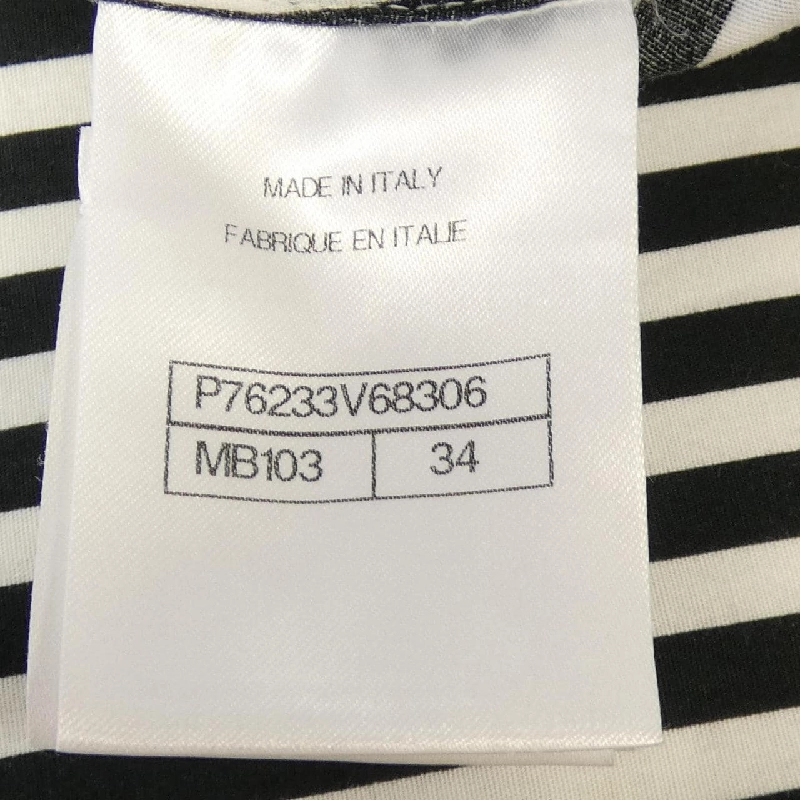 MADE IN ITALY
FABRIQUE EN ITALIE
P76233V68306
MB103 34